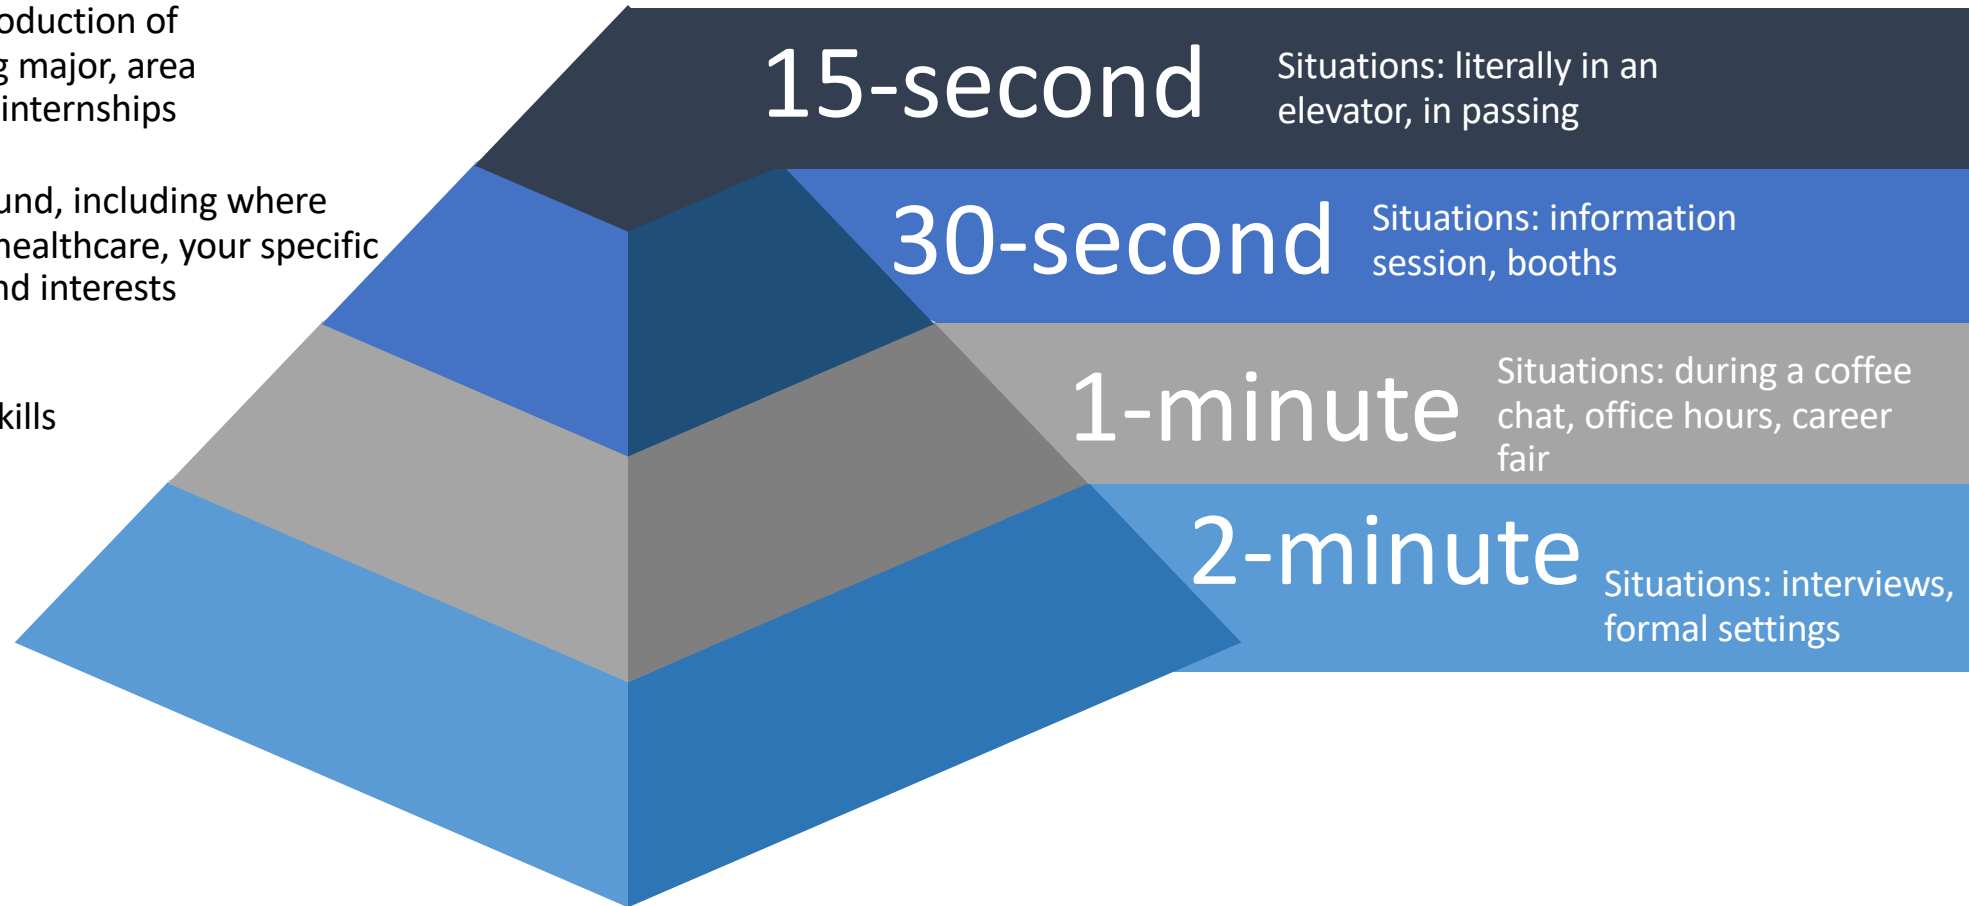 oduction of
g major, area
internships
und, including where
healthcare, your specific
nd interests
kills
15-second
Situations: literally in an
elevator, in passing
30-second
Situations: information
session, booths
1-minute
Situations: during a coffee
chat, office hours, career
fair
2-minute
Situations: interviews,
formal settings